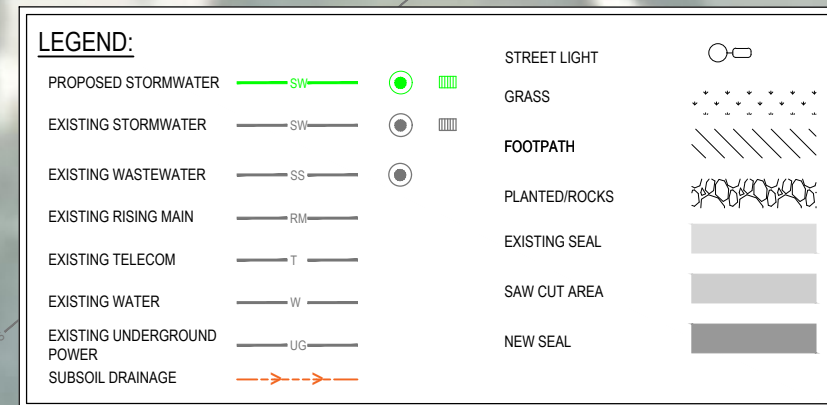 LEGEND:
PROPOSED STORMWATER SW
EXISTING STORMWATER SW
EXISTING WASTEWATER SS
EXISTING RISING MAIN RM
EXISTING TELECOM T
EXISTING WATER W
EXISTING UNDERGROUND
POWER UG
SUBSOIL DRAINAGE
STREET LIGHT
GRASS
FOOTPATH
PLANTED/ROCKS
EXISTING SEAL
SAW CUT AREA
NEW SEAL